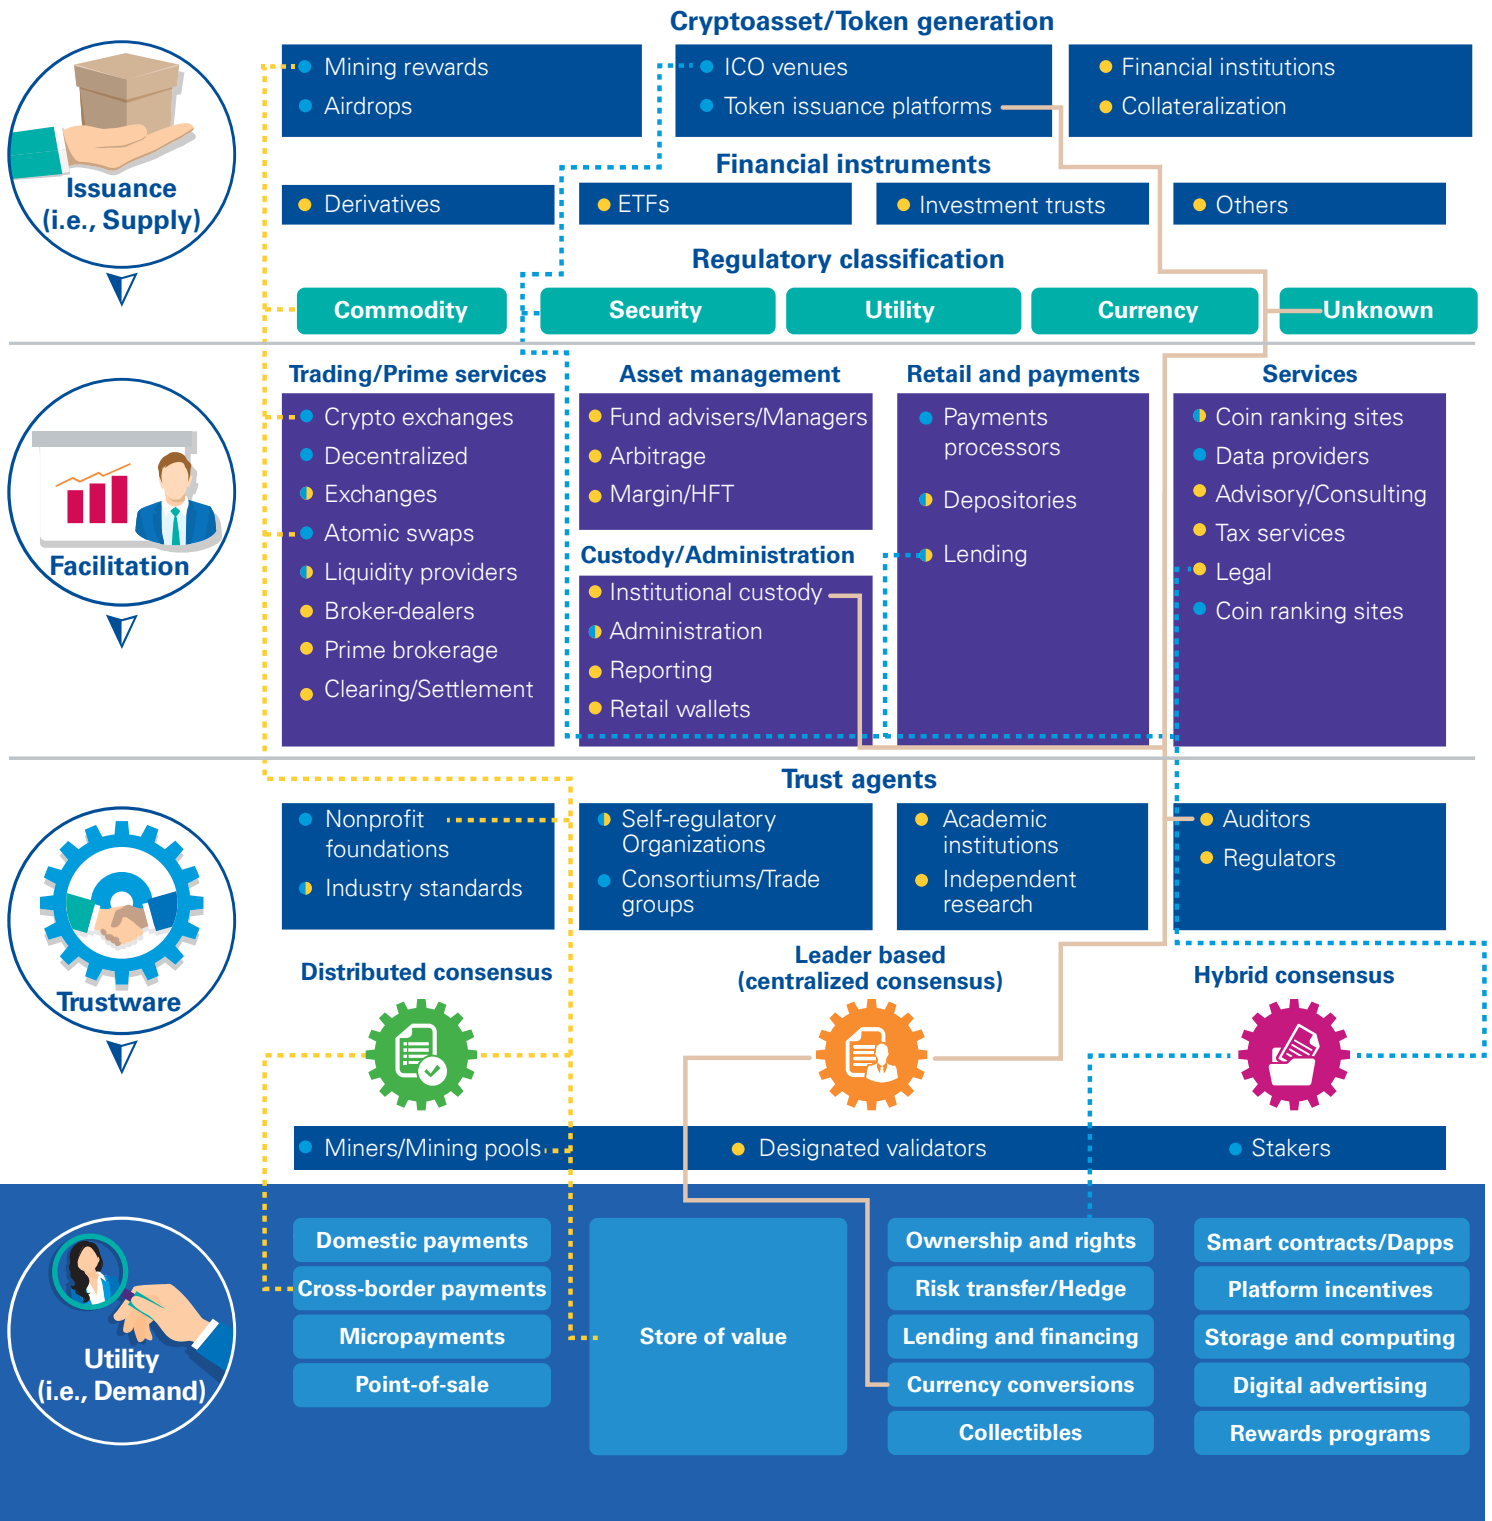 Cryptoasset/Token generation
Mining rewards
Airdrops
ICO venues
Token issuance platforms
Financial institutions
Collateralization
Issuance
(i.e., Supply)
Financial instruments
Derivatives
ETFs
Investment trusts
Others
Regulatory classification
Commodity
Security
Utility
Currency
Unknown
Facilitation
Trading/Prime services
Crypto exchanges
Decentralized
Exchanges
Atomic swaps
Liquidity providers
Broker-dealers
Prime brokerage
Clearing/Settlement
Asset management
Fund advisers/Managers
Arbitrage
Margin/HFT
Custody/Administration
Institutional custody
Administration
Reporting
Retail wallets
Retail and payments
Payments
processors
Depositories
Lending
Services
Coin ranking sites
Data providers
Advisory/Consulting
Tax services
Legal
Coin ranking sites
Trustware
Trust agents
Nonprofit
foundations
Industry standards
Self-regulatory
Organizations
Consortiums/Trade
groups
Academic
institutions
Independent
research
Auditors
Regulators
Distributed consensus
Leader based
(centralized consensus)
Hybrid consensus
Miners/Mining pools
Designated validators
Stakers
Utility
(i.e., Demand)
Domestic payments
Cross-border payments
Micropayments
Point-of-sale
Store of value
Ownership and rights
Risk transfer/Hedge
Lending and financing
Currency conversions
Collectibles
Smart contracts/Dapps
Platform incentives
Storage and computing
Digital advertising
Rewards programs